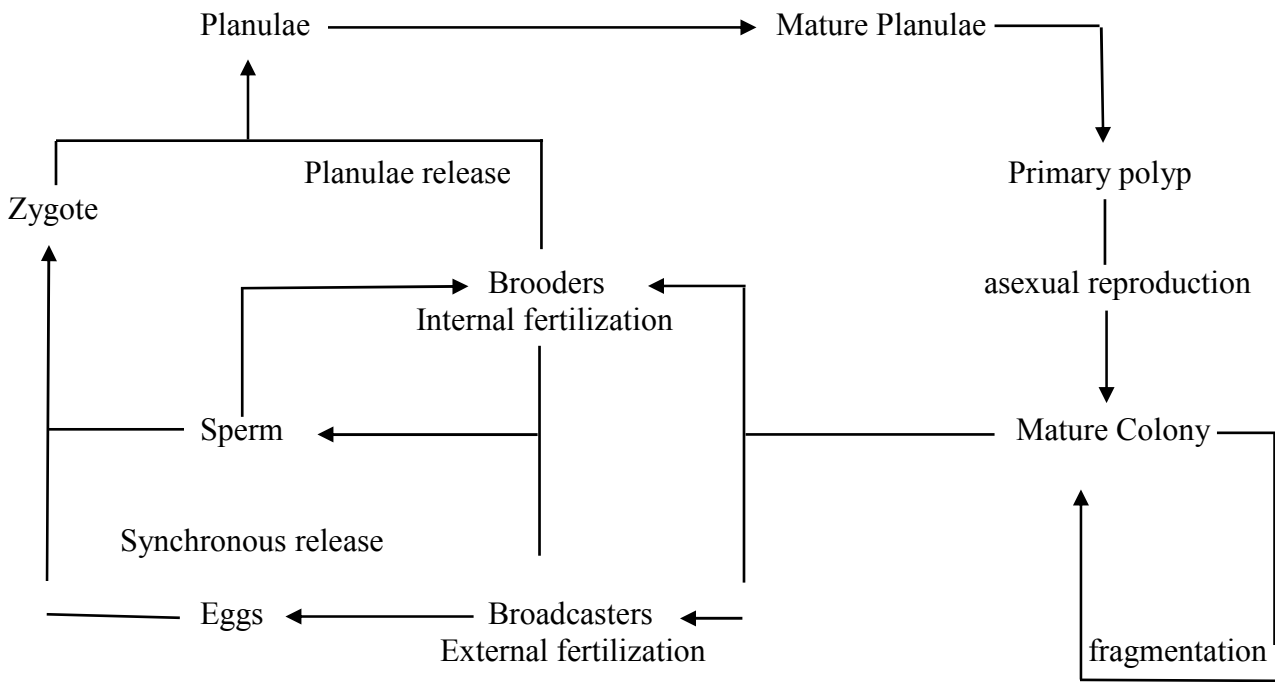 Planulae
Mature Planulae
Planulae release
Primary polyp
Zygote
Brooders
Internal fertilization
asexual reproduction
Sperm
Mature Colony
Synchronous release
Eggs
Broadcasters
External fertilization
fragmentation